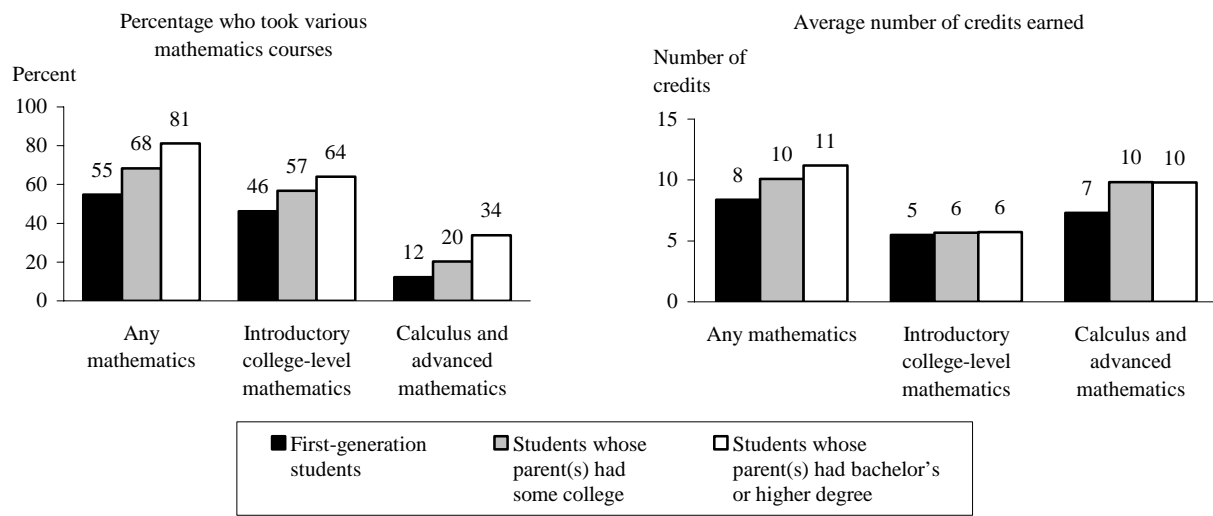 Percentage who took various
mathematics courses
Percent
100
80
60
40
20
0
55
68
81
46
57
64
12
20
34
Any
mathematics
Introductory
college-level
mathematics
Calculus and
advanced
mathematics
Average number of credits earned
Number of
credits
15
10
5
0
8
10
11
5
6
6
7
10
10
Any mathematics
Introductory
college-level
mathematics
Calculus and
advanced
mathematics
First-generation
students
Students whose
parent(s) had
some college
Students whose
parent(s) had bachelor’s
or higher degree